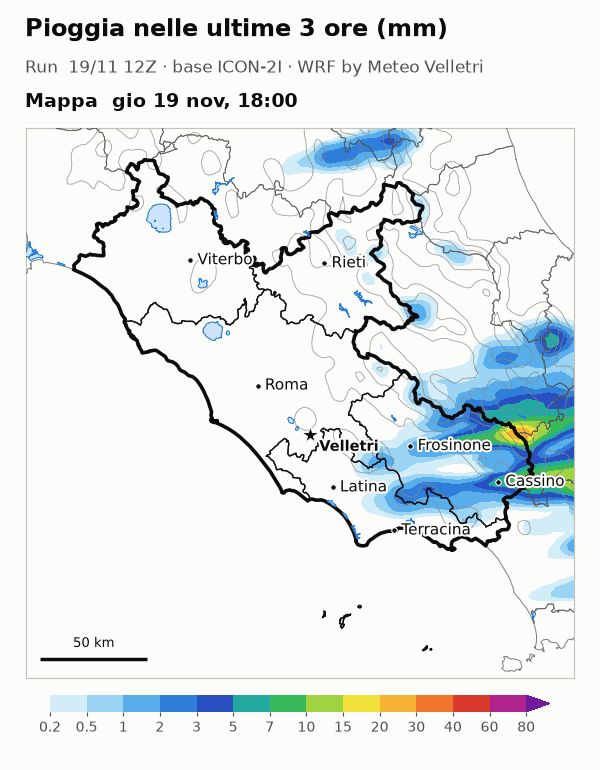 Pioggia nelle ultime 3 ore (mm)
Run  19/11 12Z · base ICON-2I · WRF by Meteo Velletri
Mappa  gio 19 nov, 18:00
Viterbo
Rieti
Roma
Velletri
Frosinone
Latina
Cassino
Terracina
50 km
0.2 0.5 1 2 3 5 7 10 15 20 30 40 60 80